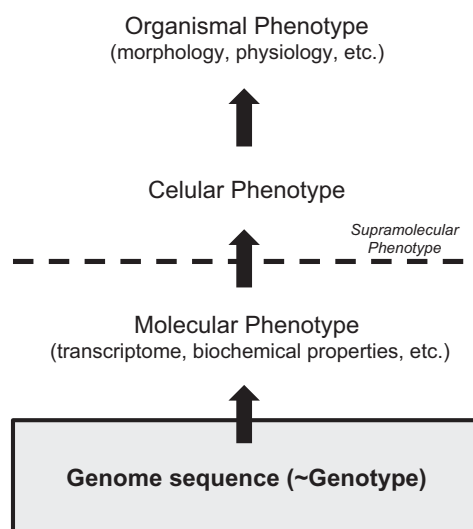 Organismal Phenotype
(morphology, physiology, etc.)
Celular Phenotype
Supramolecular
Phenotype
Molecular Phenotype
(transcriptome, biochemical properties, etc.)
Genome sequence (~Genotype)